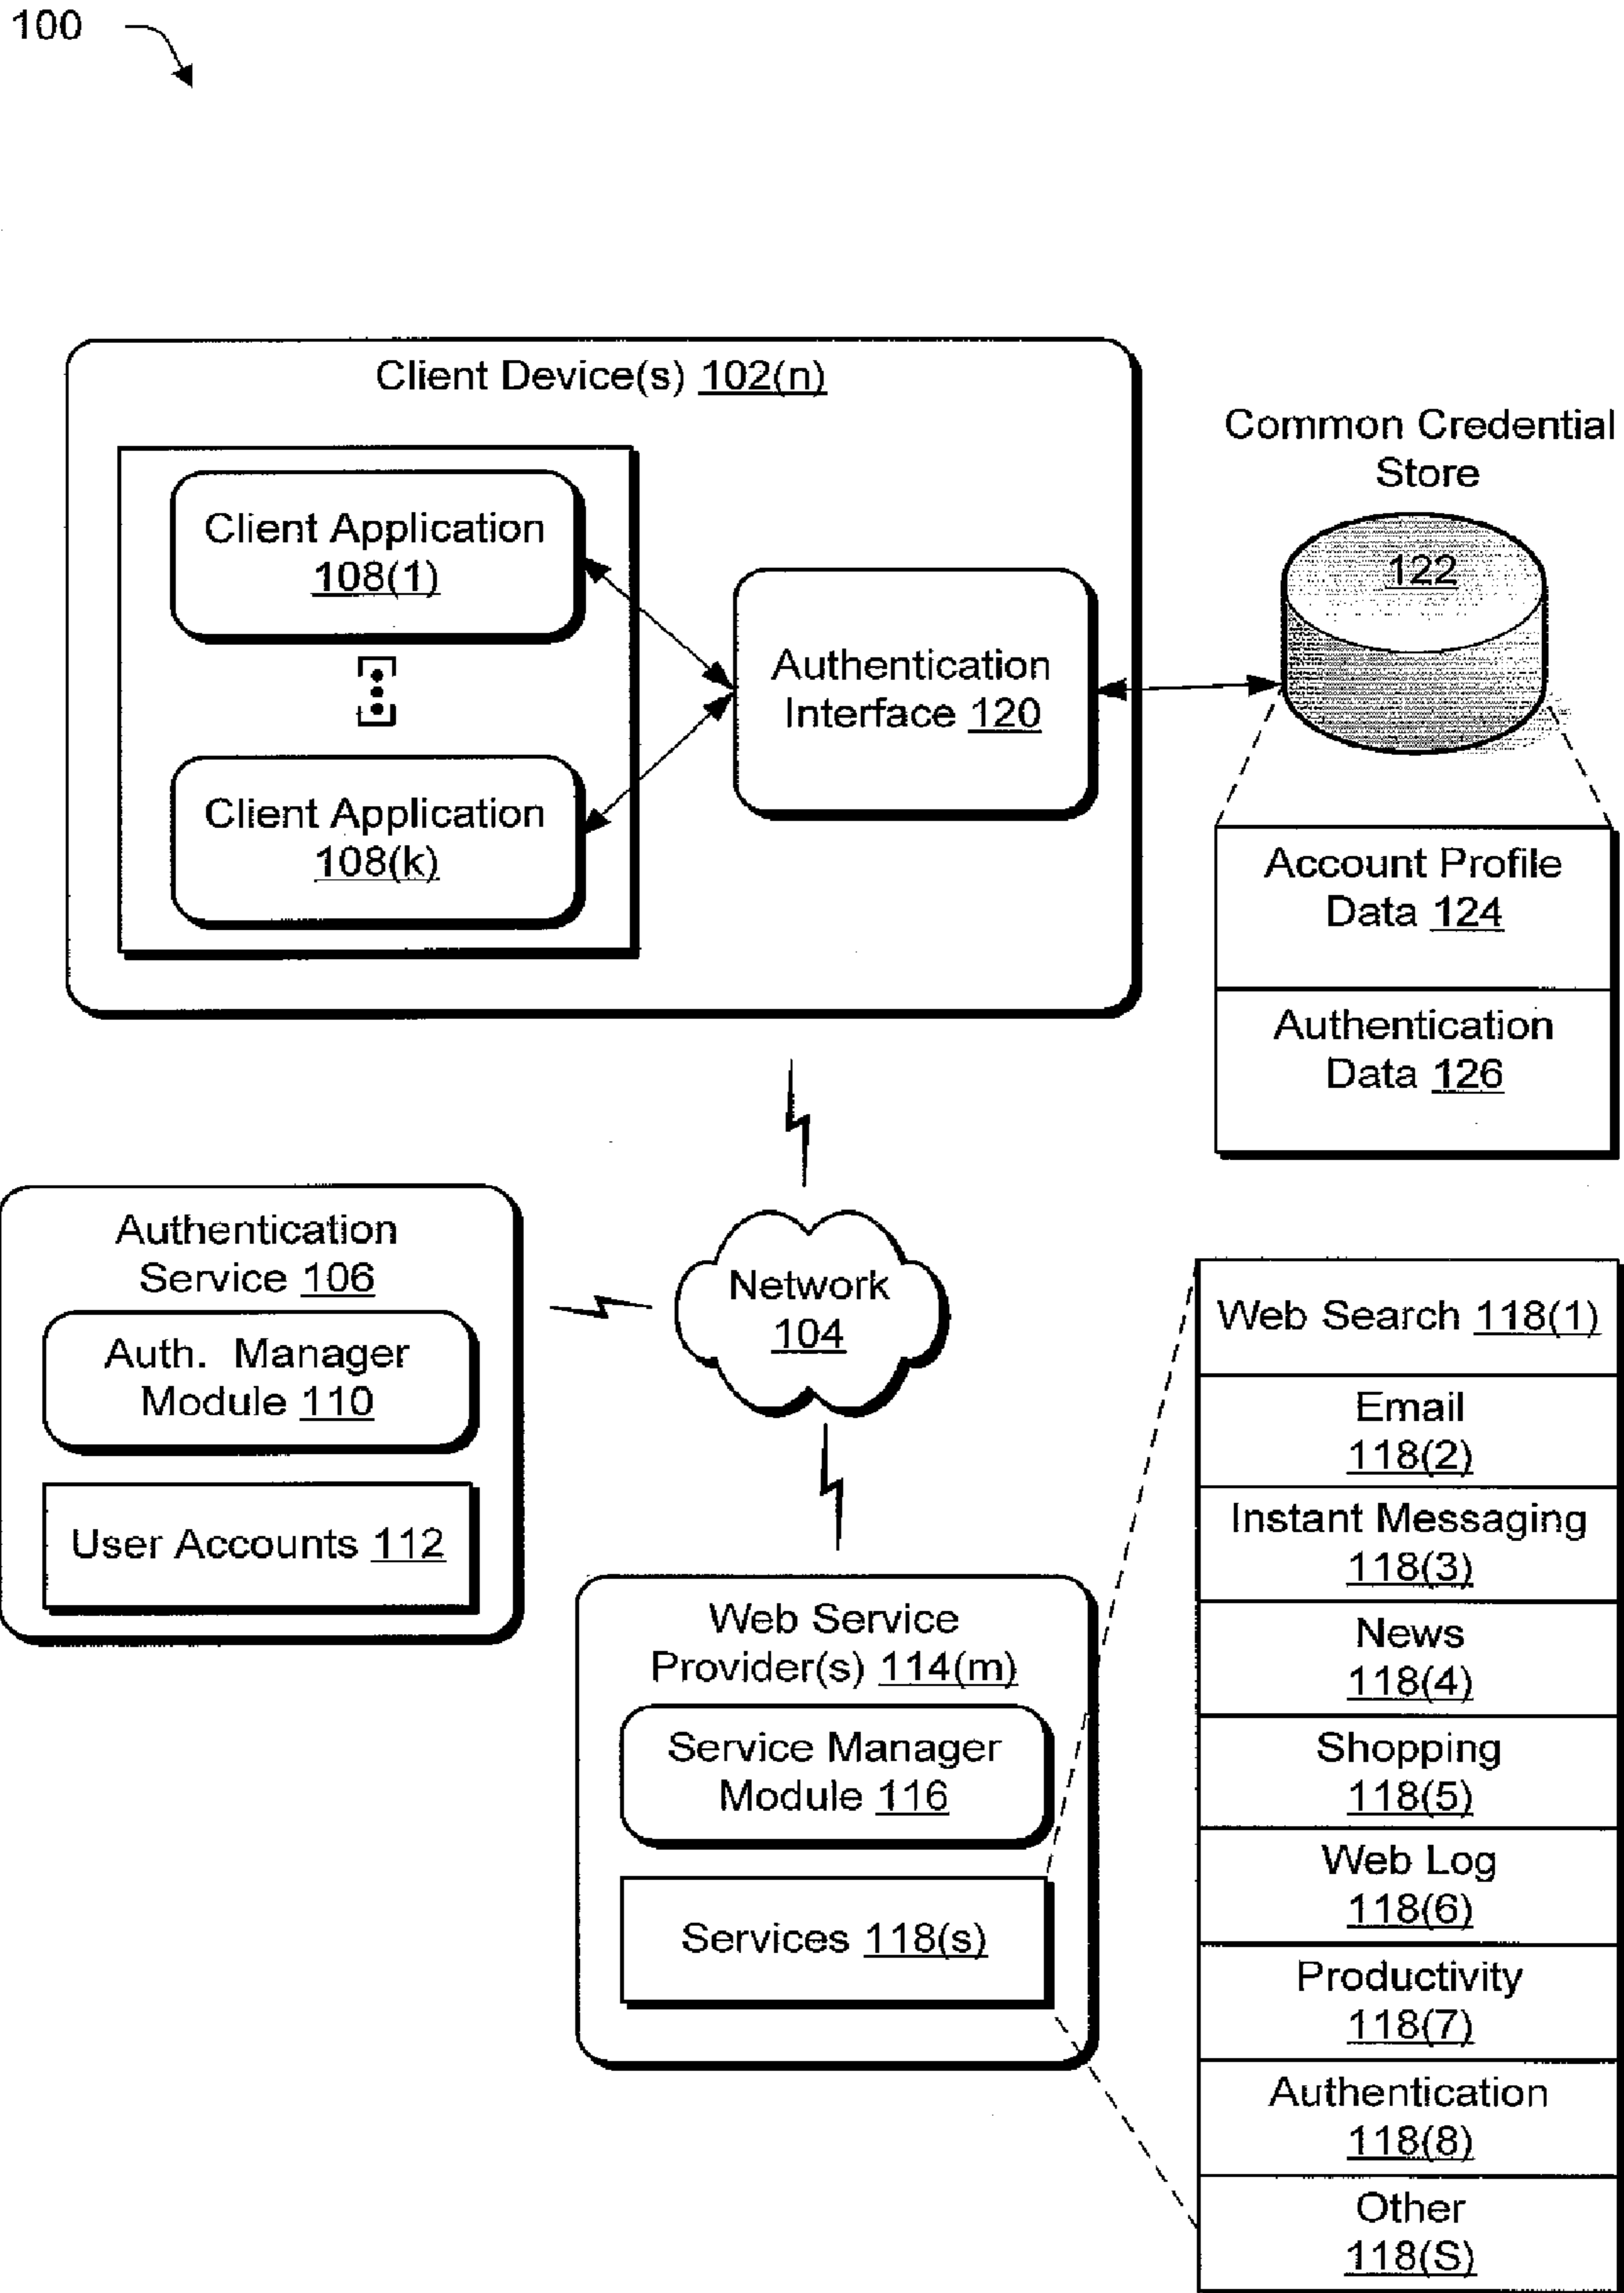 100
Client Device(s) 102(n)
Client Application
108(1)
Client Application
108(k)
Authentication
Interface 120
Common Credential
Store
122
Account Profile
Data 124
Authentication
Data 126
Authentication
Service 106
Auth. Manager
Module 110
User Accounts 112
Network
104
Web Service
Provider(s) 114(m)
Service Manager
Module 116
Services 118(s)
Web Search 118(1)
Email
118(2)
Instant Messaging
118(3)
News
118(4)
Shopping
118(5)
Web Log
118(6)
Productivity
118(7)
Authentication
118(8)
Other
118(S)